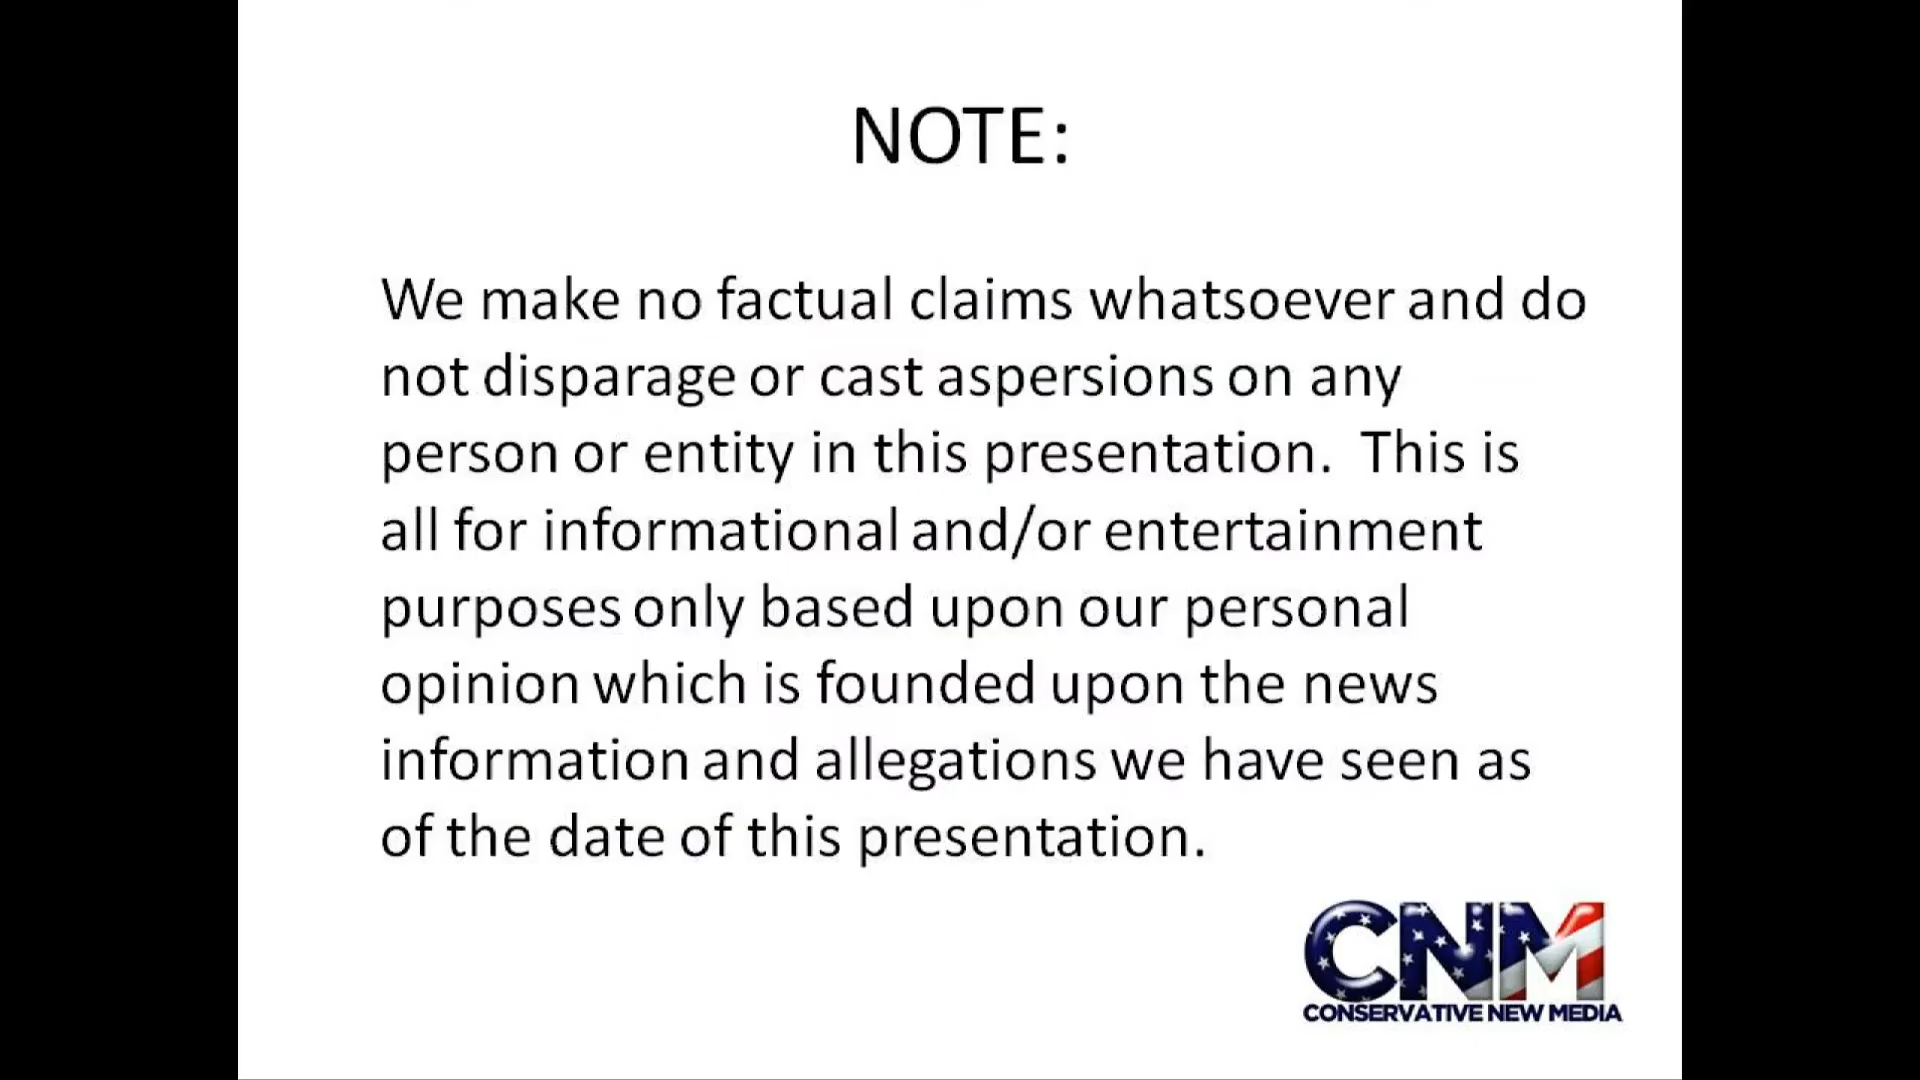 NOTE:
We make no factual claims whatsoever and do
not disparage or cast aspersions on any
person or entity in this presentation.  This is
all for informational and/or entertainment
purposes only based upon our personal
opinion which is founded upon the news
information and allegations we have seen as
of the date of this presentation.
CNM
CONSERVATIVE NEW MEDIA